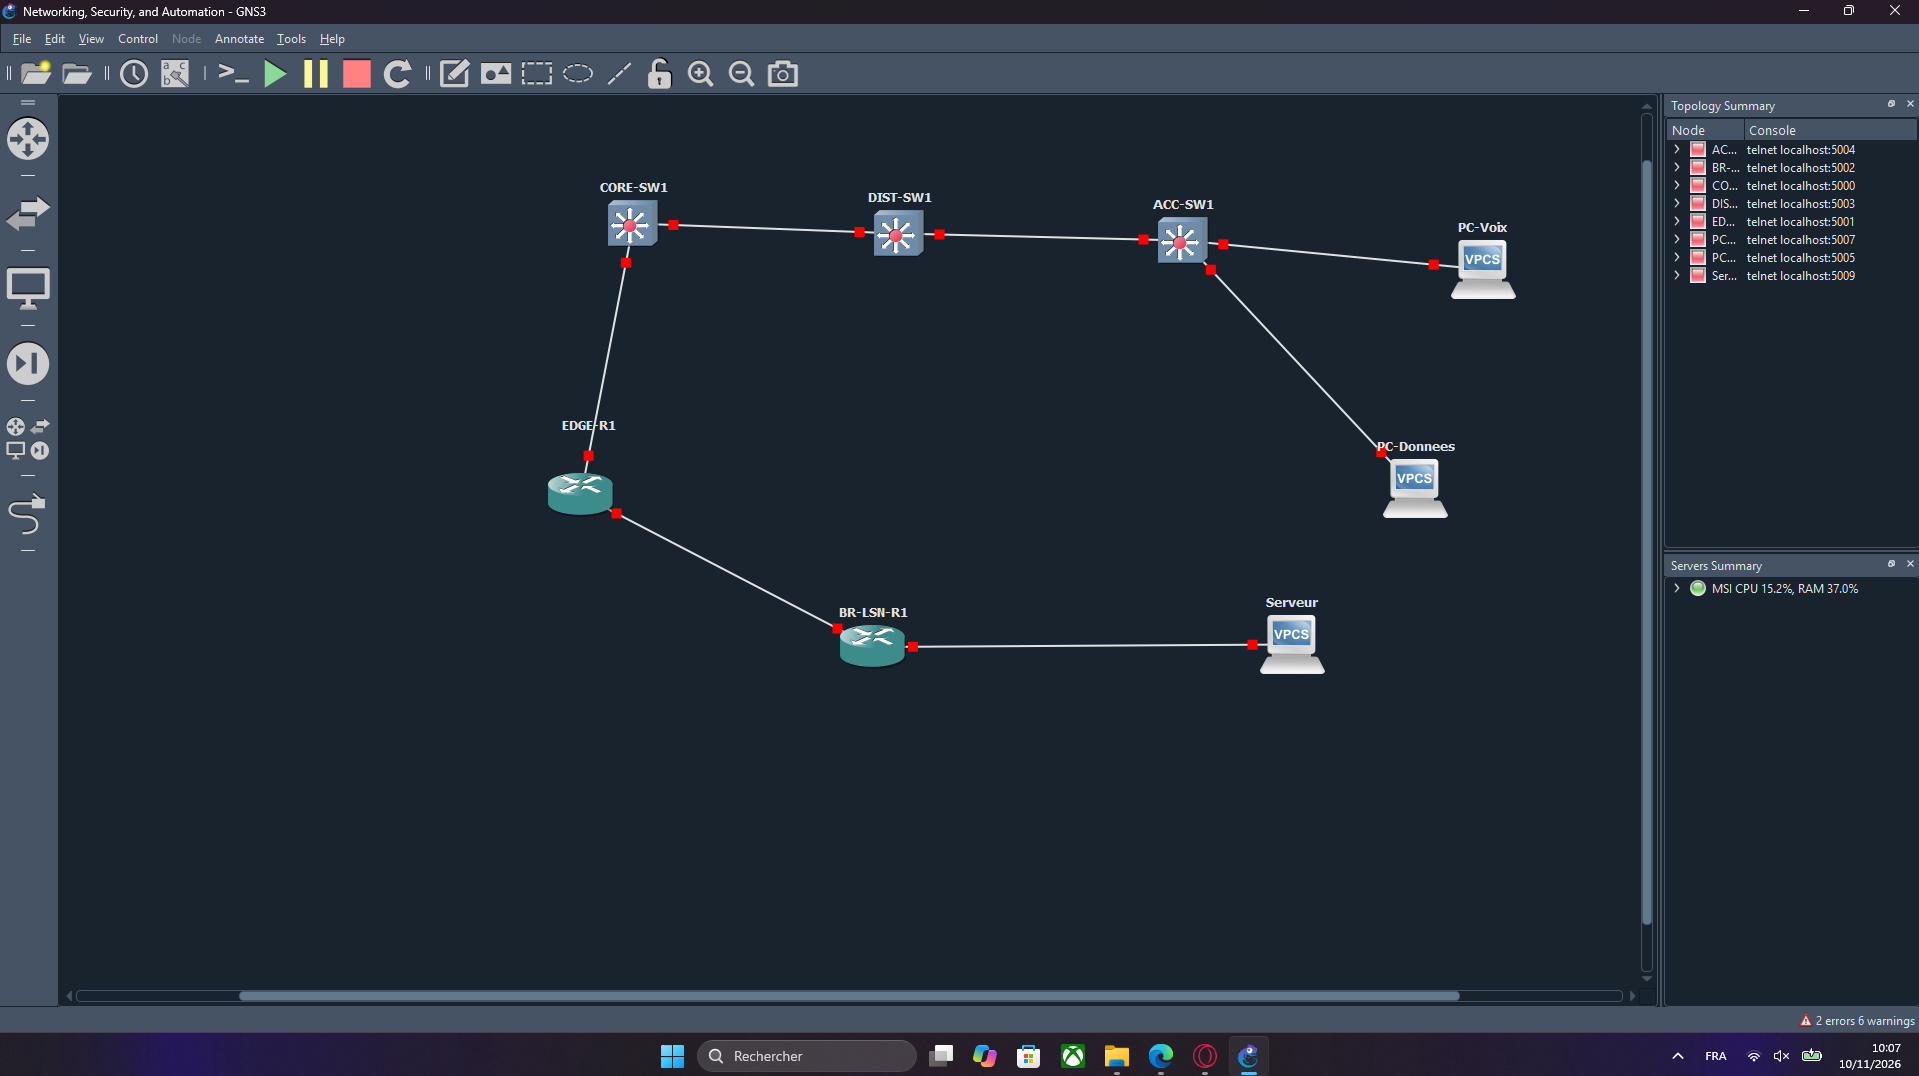 Networking, Security, and Automation - GNS3
File Edit View Control Node Annotate Tools Help
a c
b
Topology Summary
Node Console
AC... telnet localhost:5004
BR-... telnet localhost:5002
CO... telnet localhost:5000
DIS... telnet localhost:5003
ED... telnet localhost:5001
PC... telnet localhost:5007
PC... telnet localhost:5005
Ser... telnet localhost:5009
CORE-SW1
DIST-SW1
ACC-SW1
PC-Voix
VPCS
EDGE-R1
PC-Donnees
VPCS
BR-LSN-R1
Serveur
VPCS
Servers Summary
MSI CPU 15.2%, RAM 37.0%
2 errors 6 warnings
Rechercher
FRA
10:07
10/11/2026